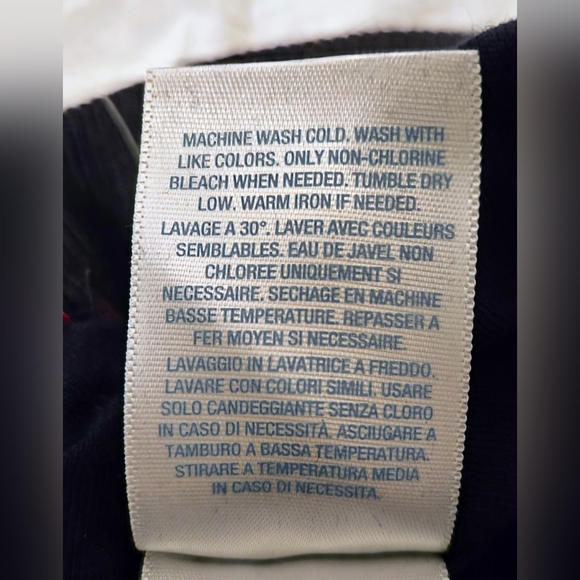 MACHINE WASH COLD. WASH WITH
LIKE COLORS. ONLY NON-CHLORINE
BLEACH WHEN NEEDED. TUMBLE DRY
LOW. WARM IRON IF NEEDED.
LAVAGE A 30°. LAVER AVEC COULEURS
SEMBLABLES. EAU DE JAVEL NON
CHLOREE UNIQUEMENT SI
NECESSAIRE. SECHAGE EN MACHINE
BASSE TEMPERATURE. REPASSER A
FER MOYEN SI NECESSAIRE.
LAVAGGIO IN LAVATRICE A FREDDO.
LAVARE CON COLORI SIMILI. USARE
SOLO CANDEGGIANTE SENZA CLORO
IN CASO DI NECESSITÀ. ASCIUGARE A
TAMBURO A BASSA TEMPERATURA.
STIRARE A TEMPERATURA MEDIA
IN CASO DI NECESSITA.